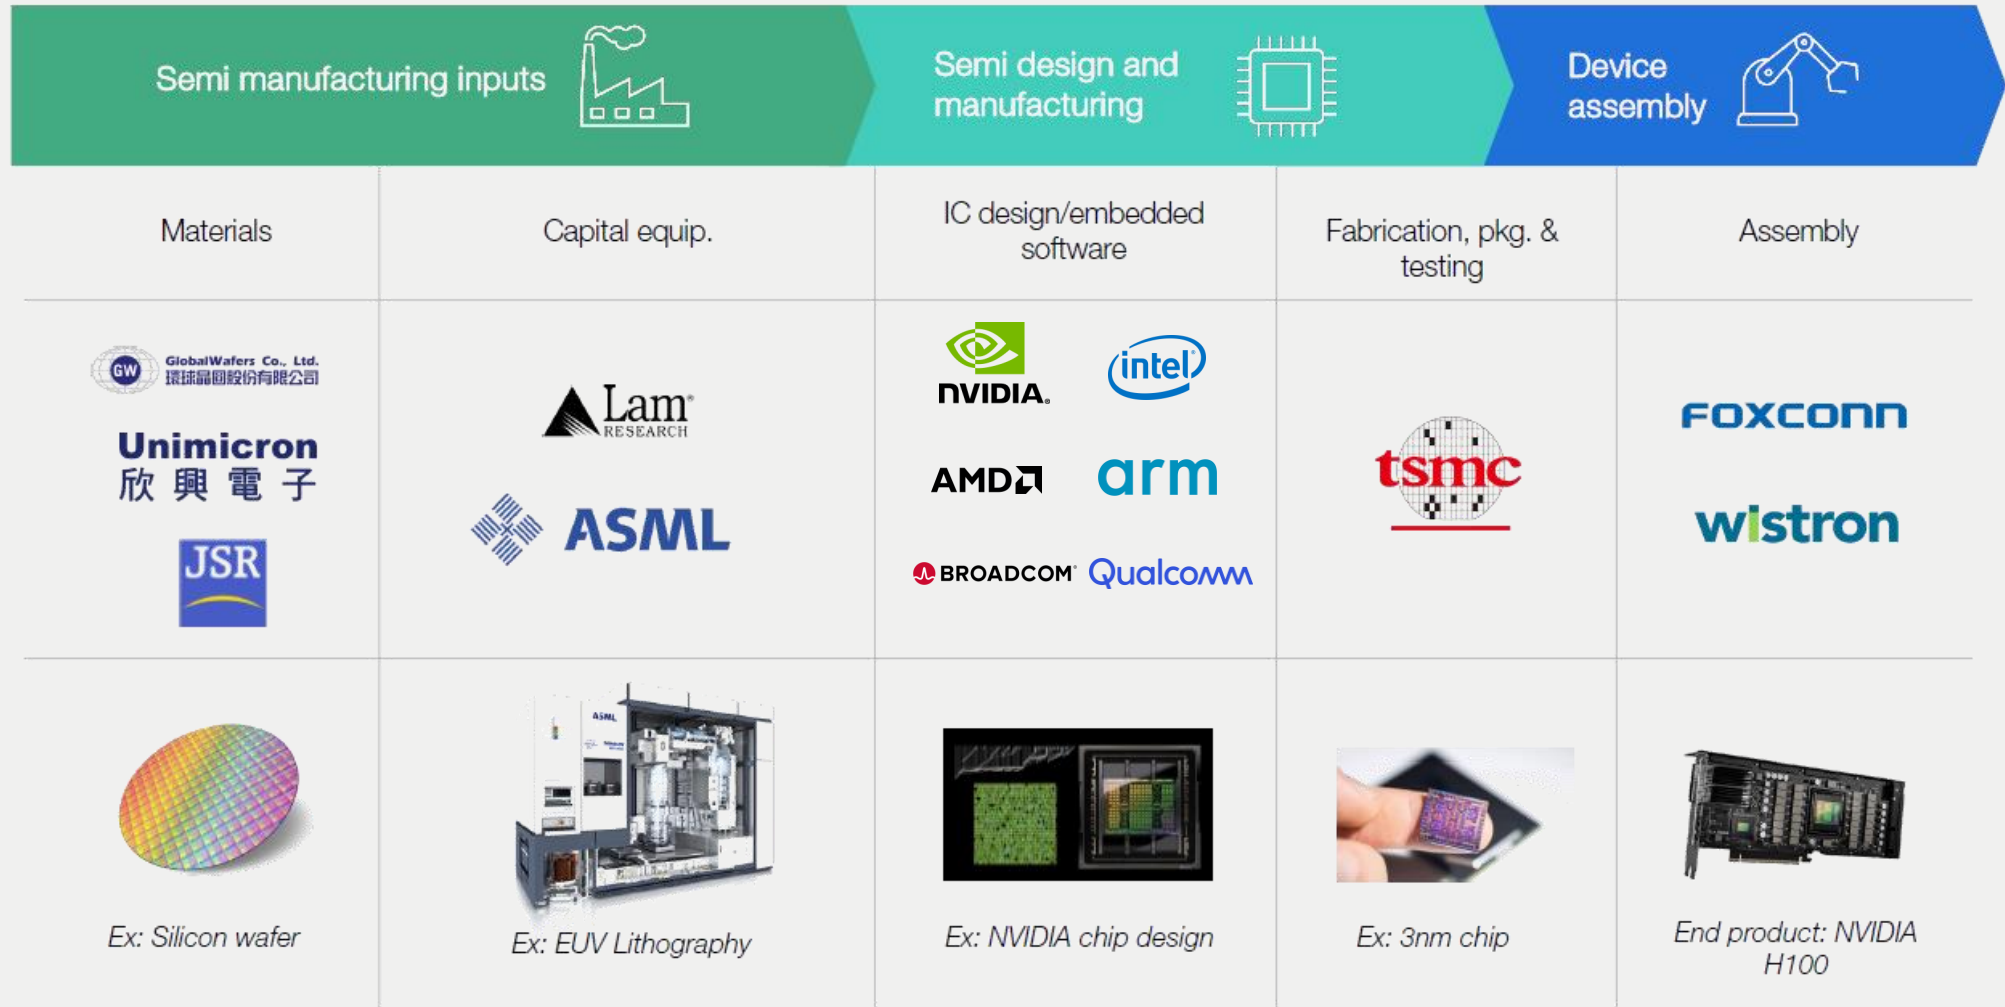 Semi manufacturing inputs
Semi design and
manufacturing
Device
assembly
Materials
Capital equip.
IC design/embedded
software
Fabrication, pkg. &
testing
Assembly
GW
GlobalWafers Co., Ltd.
環球晶圓股份有限公司
Unimicron
欣興電子
JSR
Lam®
RESEARCH
ASML
NVIDIA.
intel
AMD
arm
BROADCOM®
Qualcomm
tsmc
FOXCONN
wistron
ASML
Ex: Silicon wafer
Ex: EUV Lithography
Ex: NVIDIA chip design
Ex: 3nm chip
End product: NVIDIA
H100